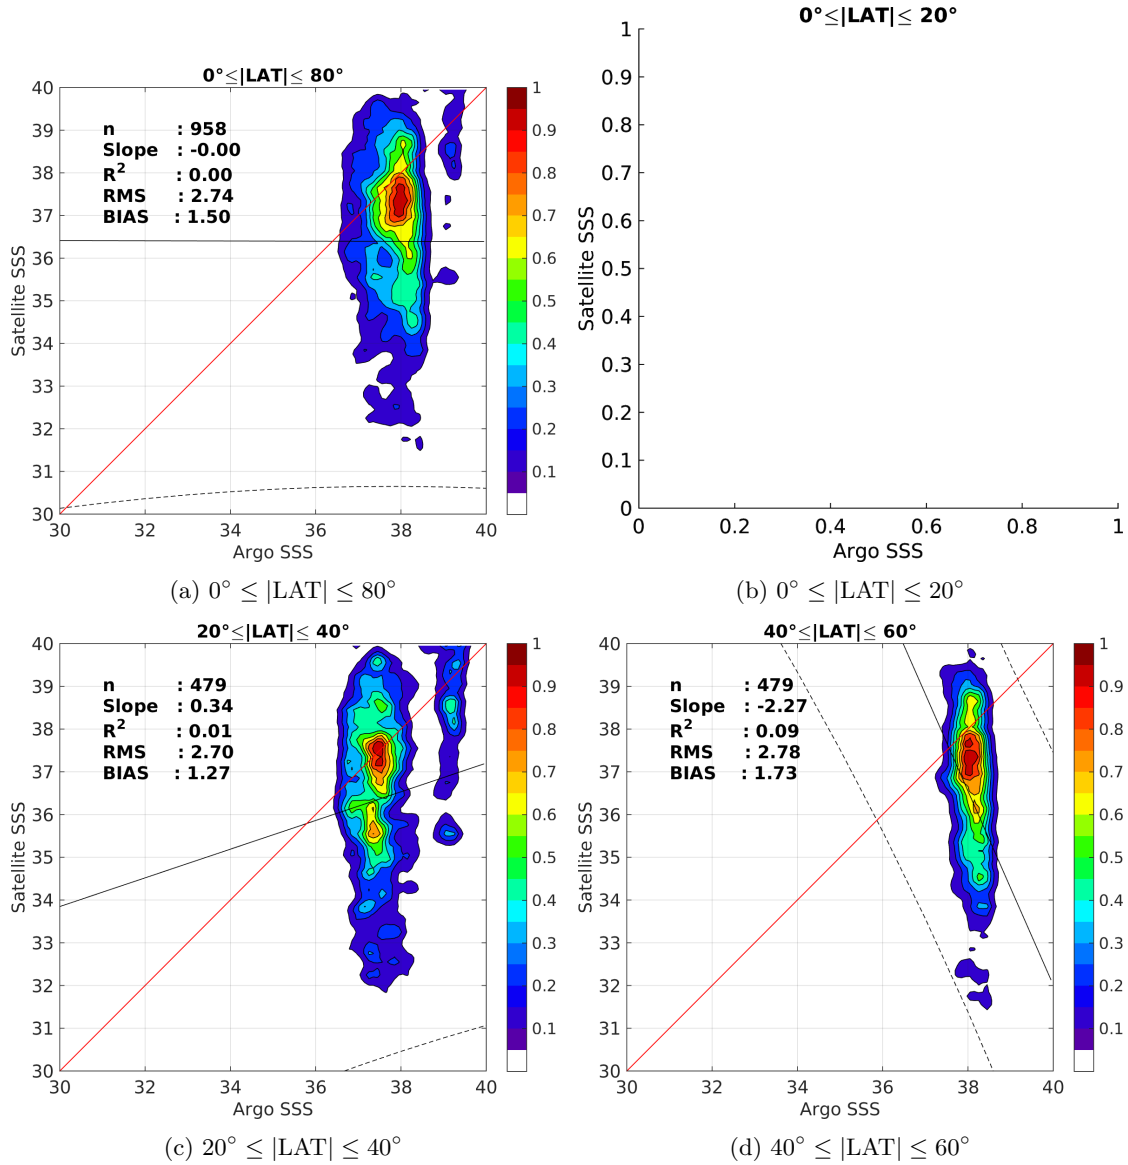 0°≤|LAT|≤ 80°
n : 958
Slope : -0.00
R² : 0.00
RMS : 2.74
BIAS : 1.50
40
39
38
37
36
35
34
33
32
31
30
30 32 34 36 38 40
Satellite SSS
Argo SSS
1
0.9
0.8
0.7
0.6
0.5
0.4
0.3
0.2
0.1
(a) 0° ≤ |LAT| ≤ 80°
0°≤|LAT|≤ 20°
1
0.9
0.8
0.7
0.6
0.5
0.4
0.3
0.2
0.1
0
0 0.2 0.4 0.6 0.8 1
Satellite SSS
Argo SSS
(b) 0° ≤ |LAT| ≤ 20°
20°≤|LAT|≤ 40°
n : 479
Slope : 0.34
R² : 0.01
RMS : 2.70
BIAS : 1.27
40
39
38
37
36
35
34
33
32
31
30
30 32 34 36 38 40
Satellite SSS
Argo SSS
1
0.9
0.8
0.7
0.6
0.5
0.4
0.3
0.2
0.1
(c) 20° ≤ |LAT| ≤ 40°
40°≤|LAT|≤ 60°
n : 479
Slope : -2.27
R² : 0.09
RMS : 2.78
BIAS : 1.73
40
39
38
37
36
35
34
33
32
31
30
30 32 34 36 38 40
Satellite SSS
Argo SSS
1
0.9
0.8
0.7
0.6
0.5
0.4
0.3
0.2
0.1
(d) 40° ≤ |LAT| ≤ 60°